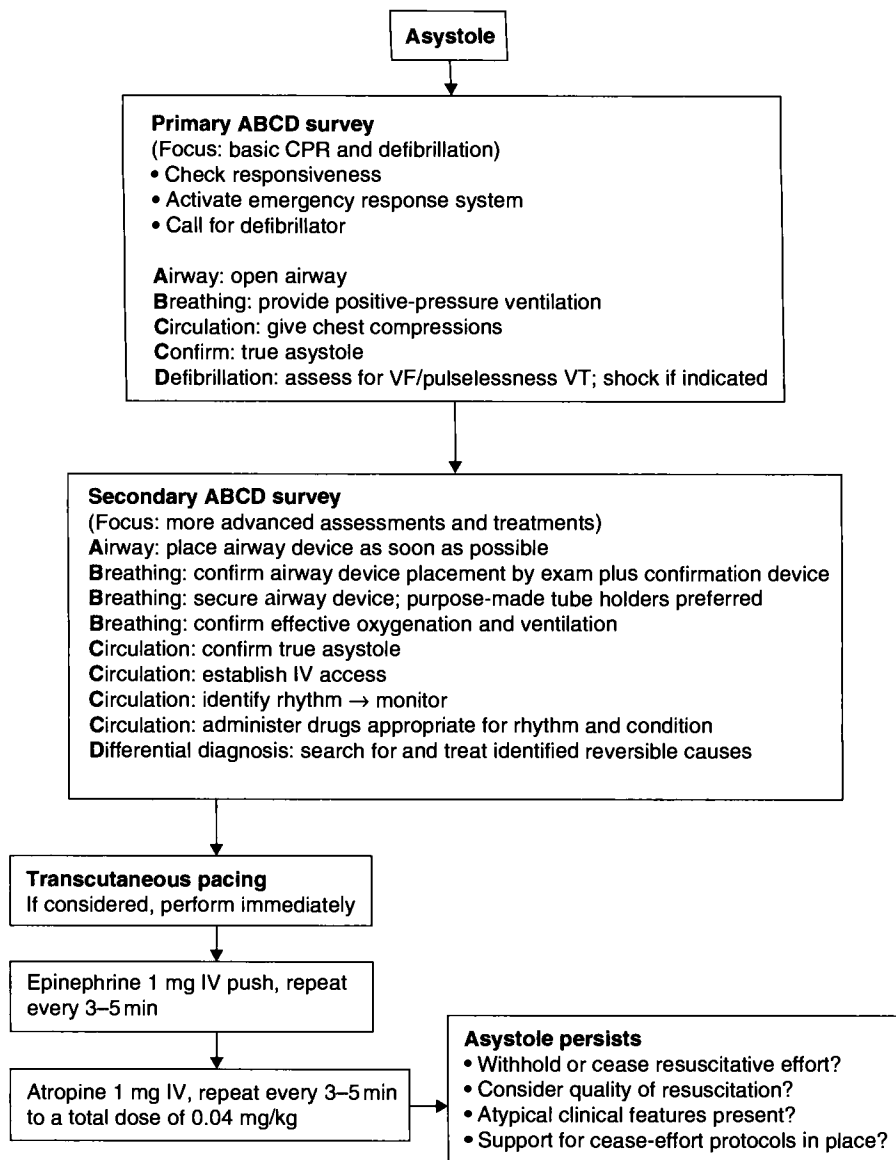 Asystole
Primary ABCD survey
(Focus: basic CPR and defibrillation)
• Check responsiveness
• Activate emergency response system
• Call for defibrillator
Airway: open airway
Breathing: provide positive-pressure ventilation
Circulation: give chest compressions
Confirm: true asystole
Defibrillation: assess for VF/pulselessness VT; shock if indicated
Secondary ABCD survey
(Focus: more advanced assessments and treatments)
Airway: place airway device as soon as possible
Breathing: confirm airway device placement by exam plus confirmation device
Breathing: secure airway device; purpose-made tube holders preferred
Breathing: confirm effective oxygenation and ventilation
Circulation: confirm true asystole
Circulation: establish IV access
Circulation: identify rhythm → monitor
Circulation: administer drugs appropriate for rhythm and condition
Differential diagnosis: search for and treat identified reversible causes
Transcutaneous pacing
If considered, perform immediately
Epinephrine 1 mg IV push, repeat
every 3–5 min
Atropine 1 mg IV, repeat every 3–5 min
to a total dose of 0.04 mg/kg
Asystole persists
• Withhold or cease resuscitative effort?
• Consider quality of resuscitation?
• Atypical clinical features present?
• Support for cease-effort protocols in place?